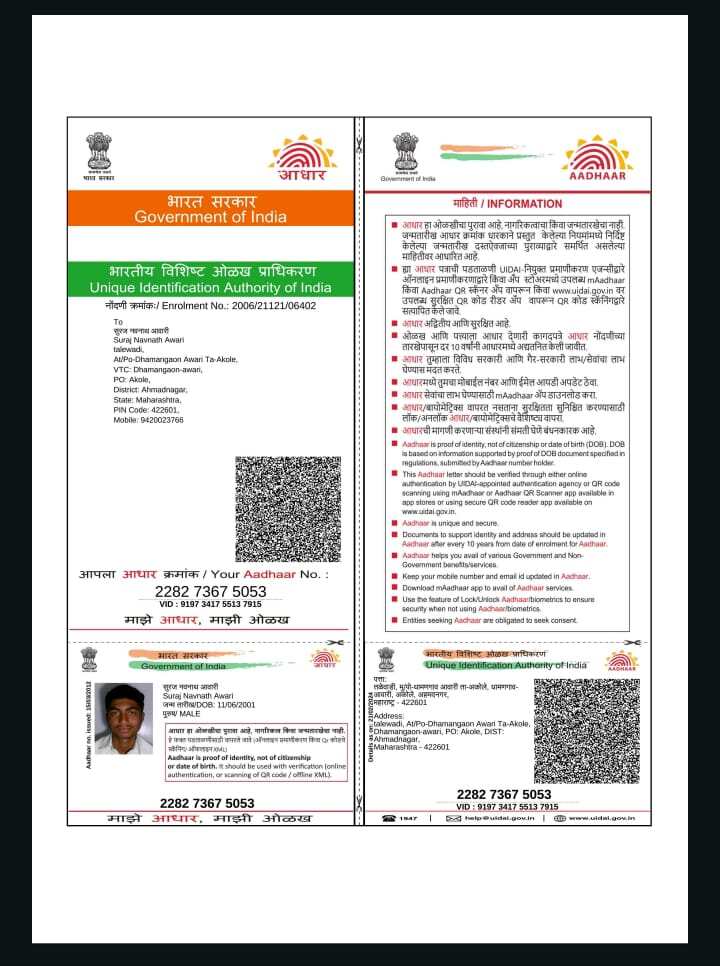 भारत सरकार
आधार
भारत सरकार
Government of India
भारतीय विशिष्ट ओळख प्राधिकरण
Unique Identification Authority of India
नोंदणी क्रमांक:/ Enrolment No.: 2006/21121/06402
To
सुरज नवनाथ आवारी
Suraj Navnath Awari
talewadi,
At/Po-Dhamangaon Awari Ta-Akole,
VTC: Dhamangaon-awari,
PO: Akole,
District: Ahmadnagar,
State: Maharashtra,
PIN Code: 422601,
Mobile: 9420023766
आपला आधार क्रमांक / Your Aadhaar No. :
2282 7367 5053
VID : 9197 3417 5513 7915
माझे आधार, माझी ओळख
Government of India
AADHAAR
माहिती / INFORMATION
आधार हा ओळखीचा पुरावा आहे, नागरिकत्वाचा किंवा जन्मतारखेचा नाही.
जन्मतारीख आधार क्रमांक धारकाने प्रस्तुत केलेल्या नियमांमध्ये निर्दिष्ट
केलेल्या जन्मतारीख दस्तऐवजाच्या पुराव्याद्वारे समर्थित असलेल्या
माहितीवर आधारित आहे.
ह्या आधार पत्राची पडताळणी UIDAI-नियुक्त प्रमाणीकरण एजन्सीद्वारे
ऑनलाइन प्रमाणीकरणाद्वारे किंवा ॲप स्टोअरमध्ये उपलब्ध mAadhaar
किंवा Aadhaar QR स्कॅनर ॲप वापरून किंवा www.uidai.gov.in वर
उपलब्ध सुरक्षित QR कोड रीडर ॲप वापरून QR कोड स्कॅनिंगद्वारे
सत्यापित केले जावे.
आधार अद्वितीय आणि सुरक्षित आहे.
ओळख आणि पत्त्याला आधार देणारी कागदपत्रे आधार नोंदणीच्या
तारखेपासून दर 10 वर्षांनी आधारमध्ये अद्यतनित केली जावीत.
आधार तुम्हाला विविध सरकारी आणि गैर-सरकारी लाभ/सेवांचा लाभ
घेण्यास मदत करते.
आधारमध्ये तुमचा मोबाईल नंबर आणि ईमेल आयडी अपडेट ठेवा.
आधार सेवांचा लाभ घेण्यासाठी mAadhaar ॲप डाउनलोड करा.
आधार/बायोमेट्रिक्स वापरत नसताना सुरक्षितता सुनिश्चित करण्यासाठी
लॉक/अनलॉक आधार/बायोमेट्रिक्सचे वैशिष्ट्य वापरा.
आधारची मागणी करणाऱ्या संस्थांनी संमती घेणे बंधनकारक आहे.
Aadhaar is proof of identity, not of citizenship or date of birth (DOB). DOB
is based on information supported by proof of DOB document specified in
regulations, submitted by Aadhaar number holder.
This Aadhaar letter should be verified through either online
authentication by UIDAI-appointed authentication agency or QR code
scanning using mAadhaar or Aadhaar QR Scanner app available in
app stores or using secure QR code reader app available on
www.uidai.gov.in.
Aadhaar is unique and secure.
Documents to support identity and address should be updated in
Aadhaar after every 10 years from date of enrolment for Aadhaar.
Aadhaar helps you avail of various Government and Non-
Government benefits/services.
Keep your mobile number and email id updated in Aadhaar.
Download mAadhaar app to avail of Aadhaar services.
Use the feature of Lock/Unlock Aadhaar/biometrics to ensure
security when not using Aadhaar/biometrics.
Entities seeking Aadhaar are obligated to seek consent.
भारत सरकार
Government of India
आधार
Aadhaar no. issued: 15/03/2012
सुरज नवनाथ आवारी
Suraj Navnath Awari
जन्म तारीख/DOB: 11/06/2001
पुरुष/ MALE
आधार हा ओळखीचा पुरावा आहे, नागरिकत्व किंवा जन्मतारखेचा नाही.
हे फक्त पडताळणीसाठी वापरले जावे (ऑनलाइन प्रमाणीकरण किंवा QR कोडचे
स्कॅनिंग/ ऑफलाइन XML)
Aadhaar is proof of identity, not of citizenship
or date of birth. It should be used with verification (online
authentication, or scanning of QR code / offline XML).
2282 7367 5053
माझे आधार, माझी ओळख
भारतीय विशिष्ट ओळख प्राधिकरण
Unique Identification Authority of India
AADHAAR
Details as on: 21/02/2024
पत्ता:
तळेवाडी, मु/पो-धामणगाव आवारी ता-अकोले, धामणगाव-
आवारी, अकोले, अहमदनगर,
महाराष्ट्र - 422601
Address:
talewadi, At/Po-Dhamangaon Awari Ta-Akole,
Dhamangaon-awari, PO: Akole, DIST:
Ahmadnagar,
Maharashtra - 422601
2282 7367 5053
VID : 9197 3417 5513 7915
1947 | help@uidai.gov.in | www.uidai.gov.in